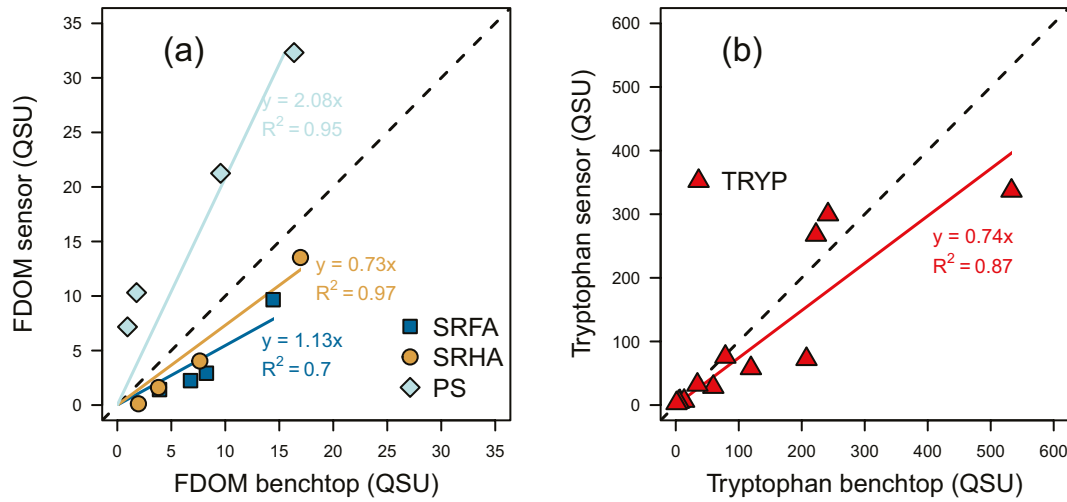 (a)
35
30
25
20
15
10
5
0
FDOM sensor (QSU)
y = 2.08x
R² = 0.95
y = 0.73x
R² = 0.97
y = 1.13x
R² = 0.7
SRFA
SRHA
PS
0 5 10 15 20 25 30 35
FDOM benchtop (QSU)
(b)
600
500
400
300
200
100
0
Tryptophan sensor (QSU)
TRYP
y = 0.74x
R² = 0.87
0 100 200 300 400 500 600
Tryptophan benchtop (QSU)